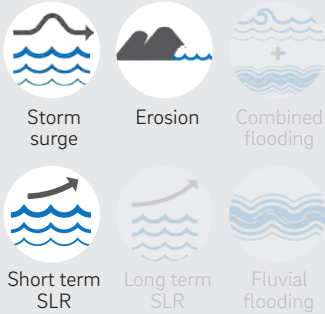 Storm
surge
Erosion
Combined
flooding
Short term
SLR
Long term
SLR
Fluvial
flooding